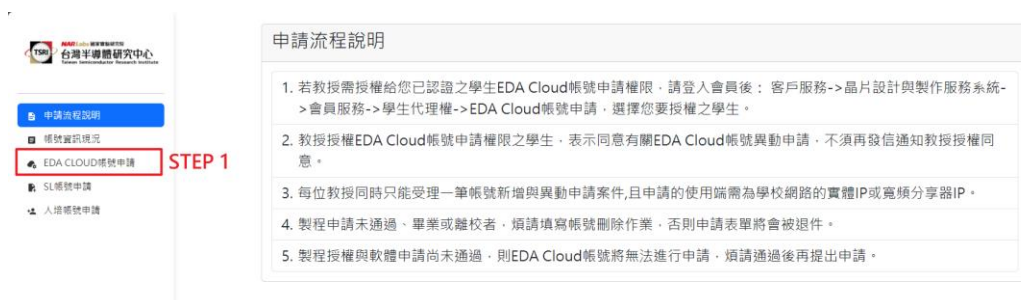 TSRI
NARLabs 國家實驗研究院
台灣半導體研究中心
Taiwan Semiconductor Research Institute
申請流程說明
帳號資訊現況
EDA CLOUD帳號申請
STEP 1
SL帳號申請
人培帳號申請
申請流程說明
1. 若教授需授權給您已認證之學生EDA Cloud帳號申請權限，請登入會員後： 客戶服務->晶片設計與製作服務系統-
>會員服務->學生代理權->EDA Cloud帳號申請，選擇您要授權之學生。
2. 教授授權EDA Cloud帳號申請權限之學生，表示同意有關EDA Cloud帳號異動申請，不須再發信通知教授授權同
意。
3. 每位教授同時只能受理一筆帳號新增與異動申請案件,且申請的使用端需為學校網路的實體IP或寬頻分享器IP。
4. 製程申請未通過、畢業或離校者，煩請填寫帳號刪除作業，否則申請表單將會被退件。
5. 製程授權與軟體申請尚未通過，則EDA Cloud帳號將無法進行申請，煩請通過後再提出申請。